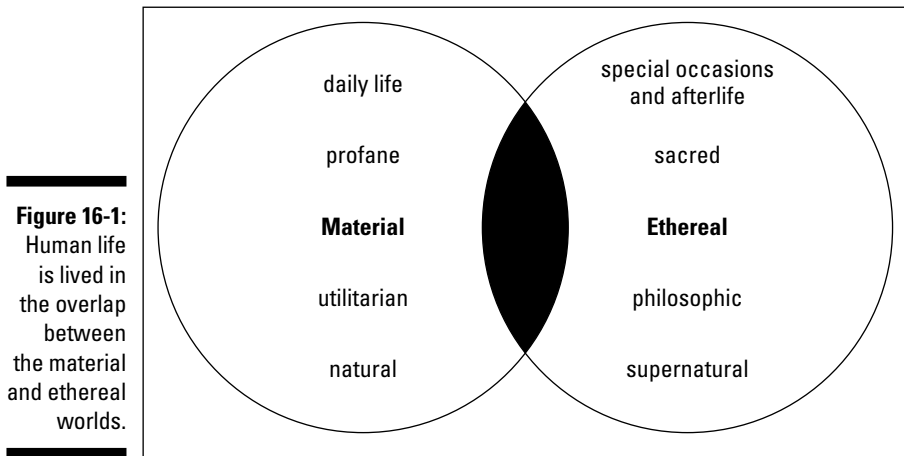 Figure 16-1:
Human life
is lived in
the overlap
between
the material
and ethereal
worlds.
daily life
profane
Material
utilitarian
natural
special occasions
and afterlife
sacred
Ethereal
philosophic
supernatural